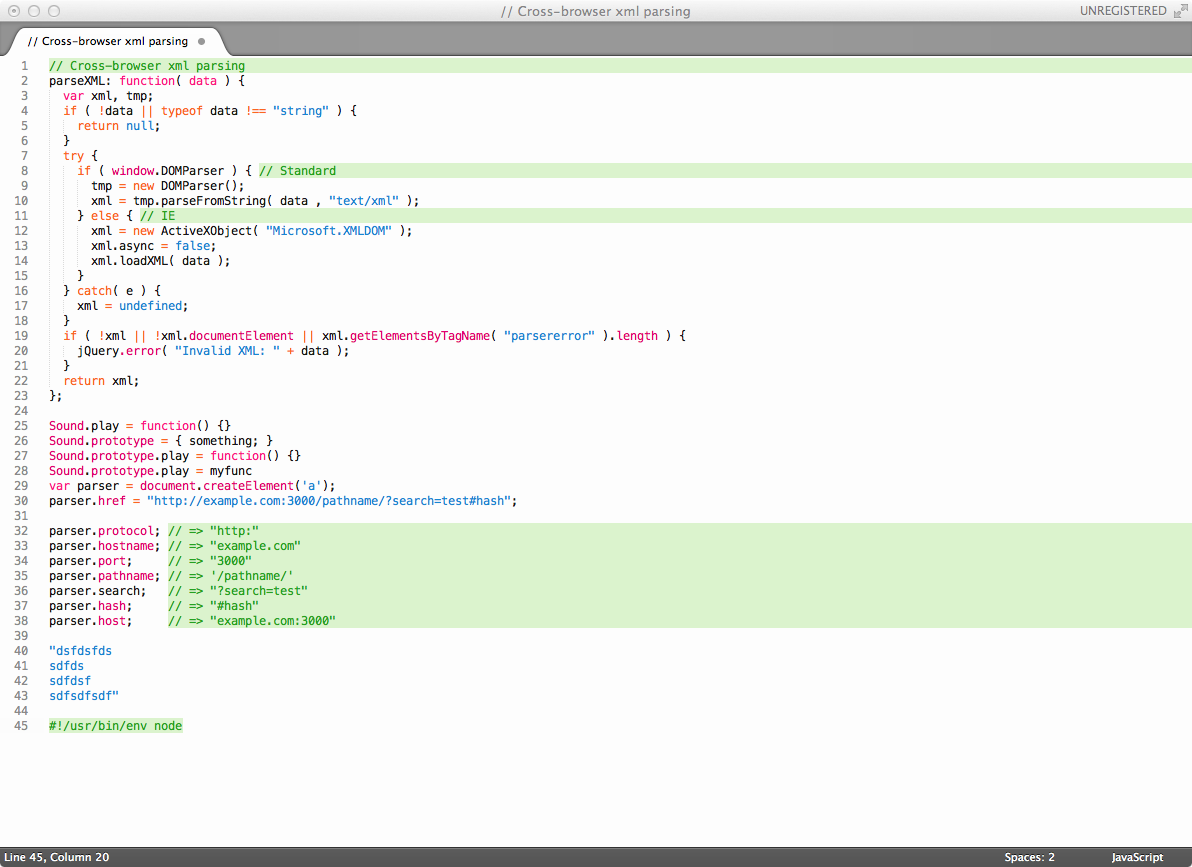 // Cross-browser xml parsing
UNREGISTERED
// Cross-browser xml parsing
1 // Cross-browser xml parsing
2 parseXML: function( data ) {
3   var xml, tmp;
4   if ( !data || typeof data !== "string" ) {
5     return null;
6   }
7   try {
8     if ( window.DOMParser ) { // Standard
9       tmp = new DOMParser();
10       xml = tmp.parseFromString( data , "text/xml" );
11     } else { // IE
12       xml = new ActiveXObject( "Microsoft.XMLDOM" );
13       xml.async = false;
14       xml.loadXML( data );
15     }
16   } catch( e ) {
17     xml = undefined;
18   }
19   if ( !xml || !xml.documentElement || xml.getElementsByTagName( "parsererror" ).length ) {
20     jQuery.error( "Invalid XML: " + data );
21   }
22   return xml;
23 };
24
25 Sound.play = function() {}
26 Sound.prototype = { something; }
27 Sound.prototype.play = function() {}
28 Sound.prototype.play = myfunc
29 var parser = document.createElement('a');
30 parser.href = "http://example.com:3000/pathname/?search=test#hash";
31
32 parser.protocol; // => "http:"
33 parser.hostname; // => "example.com"
34 parser.port;     // => "3000"
35 parser.pathname; // => '/pathname/'
36 parser.search;   // => "?search=test"
37 parser.hash;     // => "#hash"
38 parser.host;     // => "example.com:3000"
39
40 "dsfdsfds
41 sdfds
42 sdfdsf
43 sdfsdfsdf"
44
45 #!/usr/bin/env node
Line 45, Column 20
Spaces: 2
JavaScript